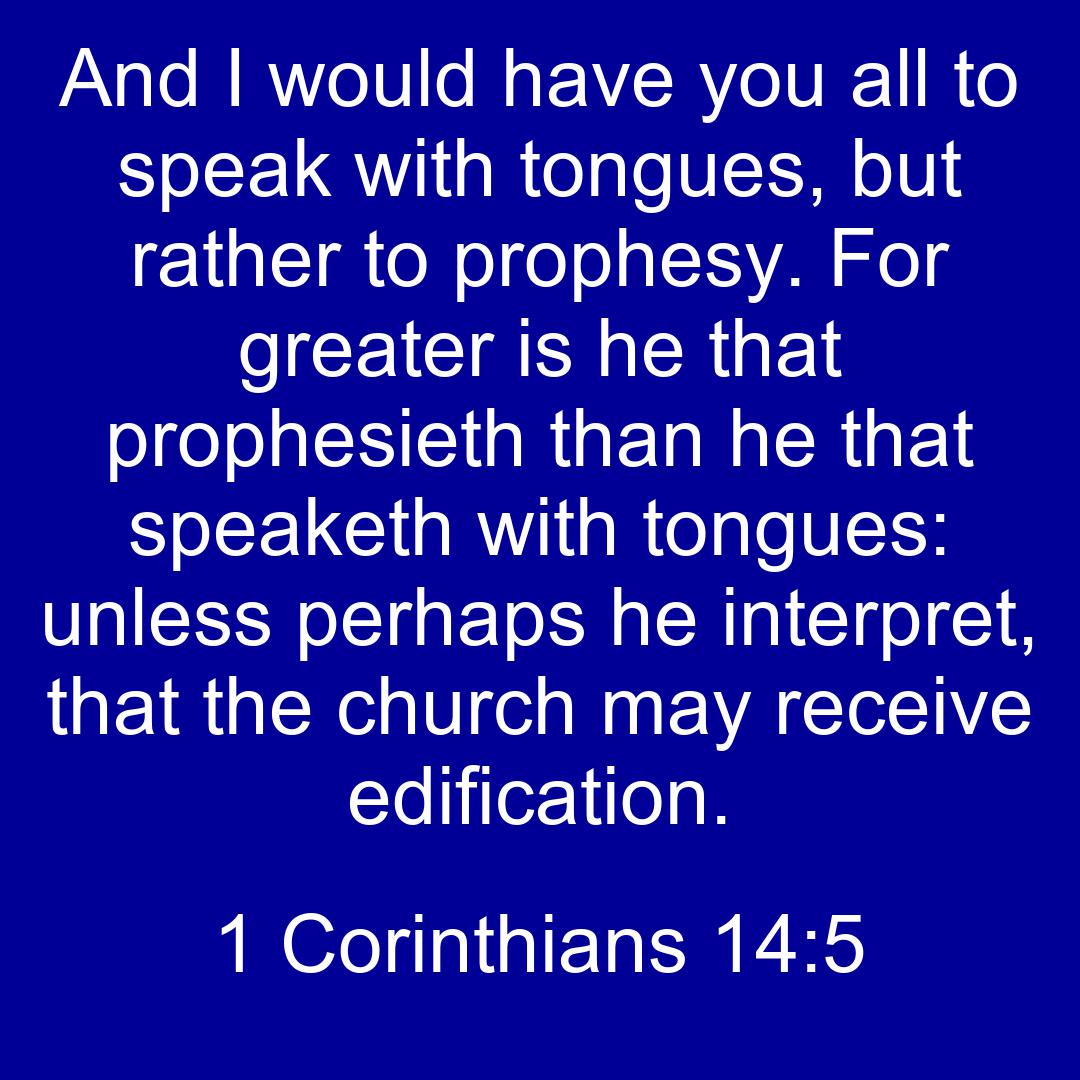 And I would have you all to
speak with tongues, but
rather to prophesy. For
greater is he that
prophesieth than he that
speaketh with tongues:
unless perhaps he interpret,
that the church may receive
edification.
1 Corinthians 14:5